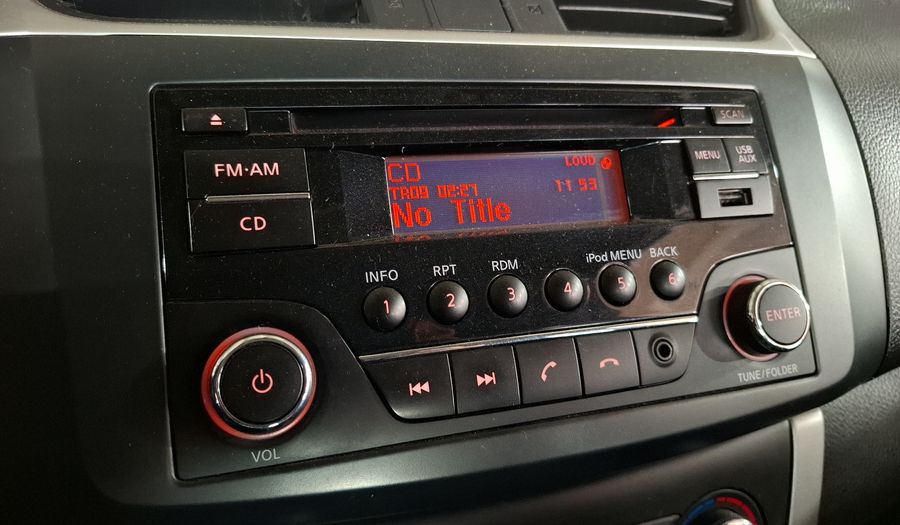 SCAN
FM·AM
CD
CD
LOUD
TR09 02:27
11 53
No Title
MENU
USB
AUX
INFO
RPT
RDM
iPod MENU
BACK
1
2
3
4
5
6
ENTER
TUNE/FOLDER
VOL